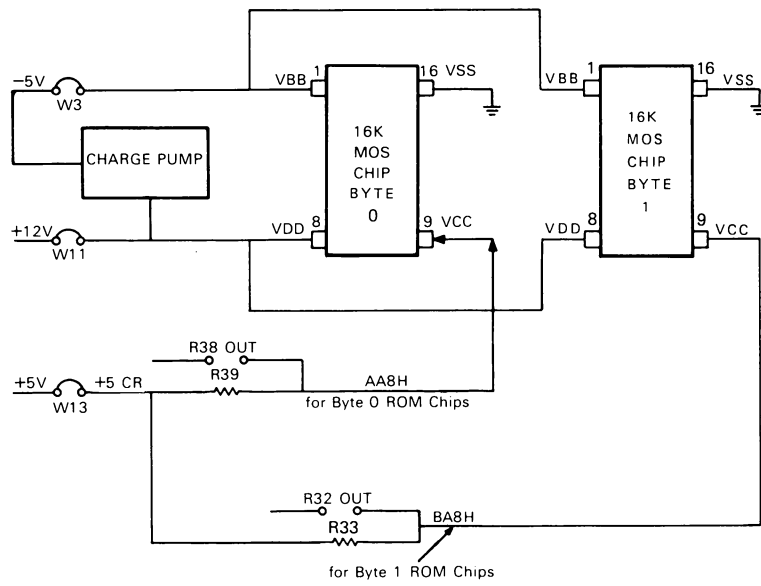 -5V
W3
CHARGE PUMP
+12V
W11
VBB
1
16
VSS
16K
MOS
CHIP
BYTE
0
VDD
8
9
VCC
VBB
1
16
VSS
16K
MOS
CHIP
BYTE
1
VDD
8
9
VCC
R38 OUT
R39
+5V
W13
+5 CR
AA8H
for Byte 0 ROM Chips
R32 OUT
R33
BA8H
for Byte 1 ROM Chips